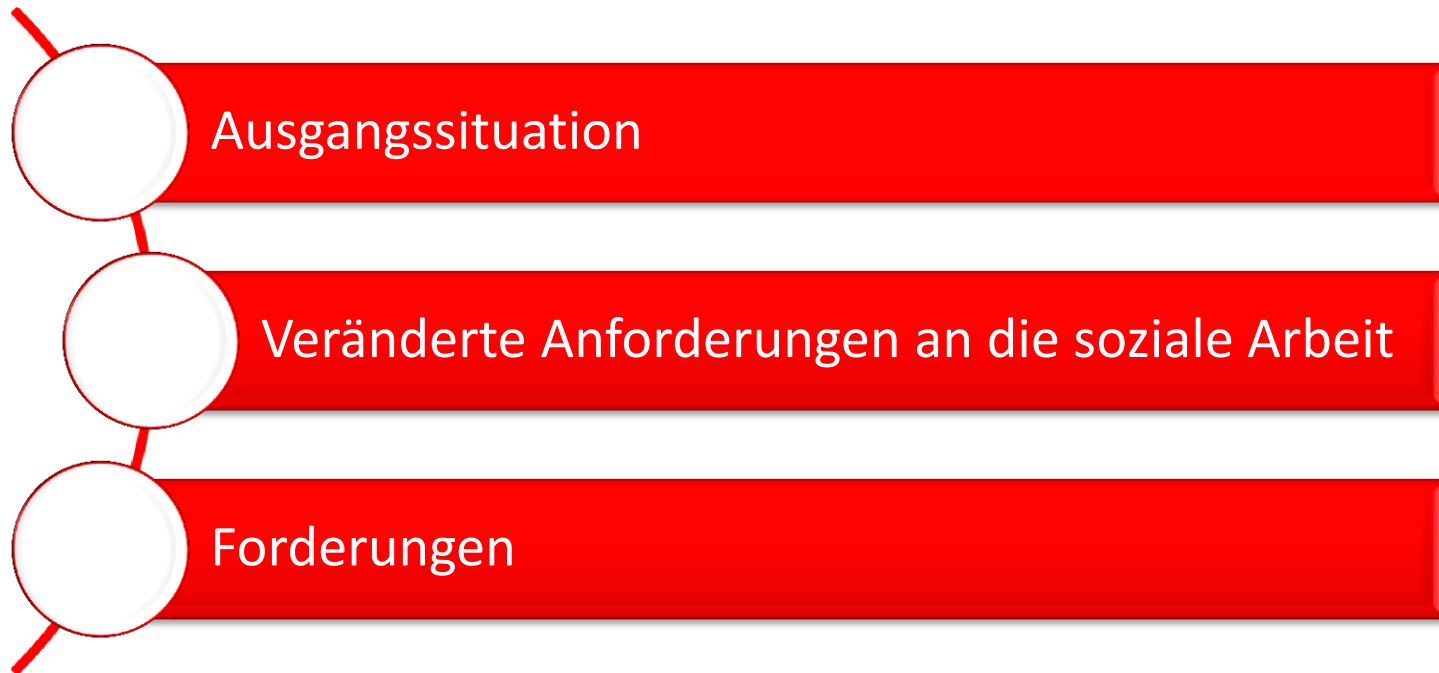 Ausgangssituation
Veränderte Anforderungen an die soziale Arbeit
Forderungen